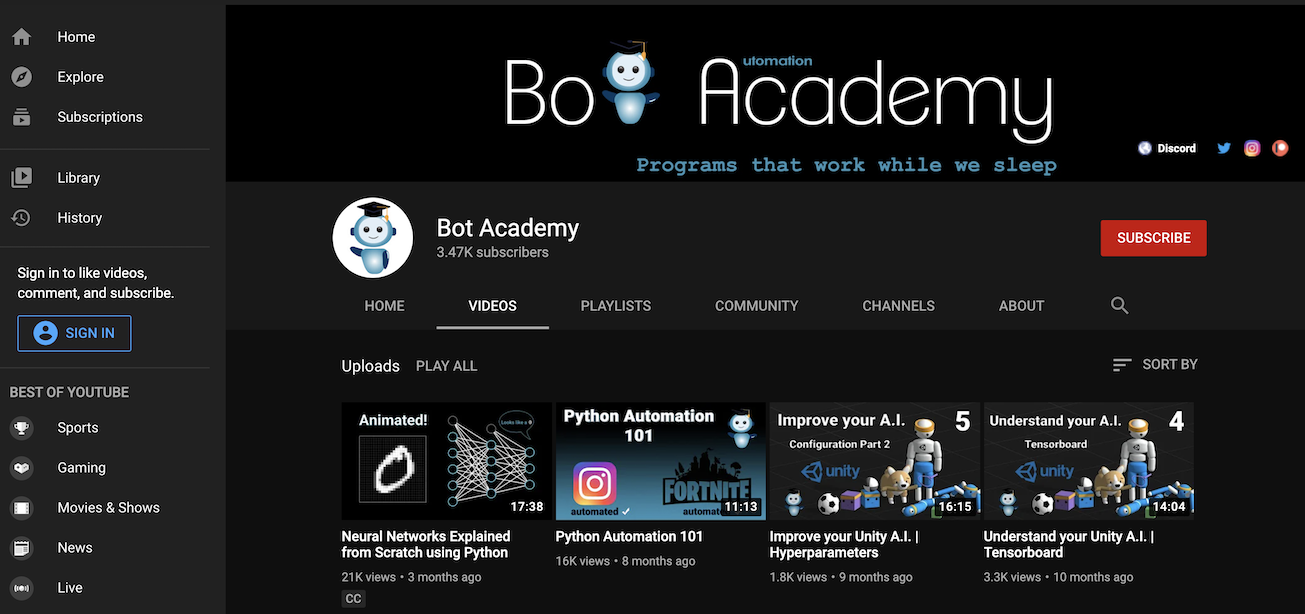 Home
Explore
Subscriptions
Library
History
Sign in to like videos,
comment, and subscribe.
SIGN IN
BEST OF YOUTUBE
Sports
Gaming
Movies & Shows
News
Live
Bot Academy
utomation
Programs that work while we sleep
Discord
Bot Academy
3.47K subscribers
SUBSCRIBE
HOME VIDEOS PLAYLISTS COMMUNITY CHANNELS ABOUT
Uploads PLAY ALL
SORT BY
Animated!
Looks like a 0
17:38
Neural Networks Explained
from Scratch using Python
21K views • 3 months ago
CC
Python Automation
101
automated ✓
FORTNITE
automate
11:13
Python Automation 101
16K views • 8 months ago
Improve your A.I. 5
Configuration Part 2
unity
16:15
Improve your Unity A.I. |
Hyperparameters
1.8K views • 9 months ago
Understand your A.I. 4
Tensorboard
unity
14:04
Understand your Unity A.I. |
Tensorboard
3.3K views • 10 months ago